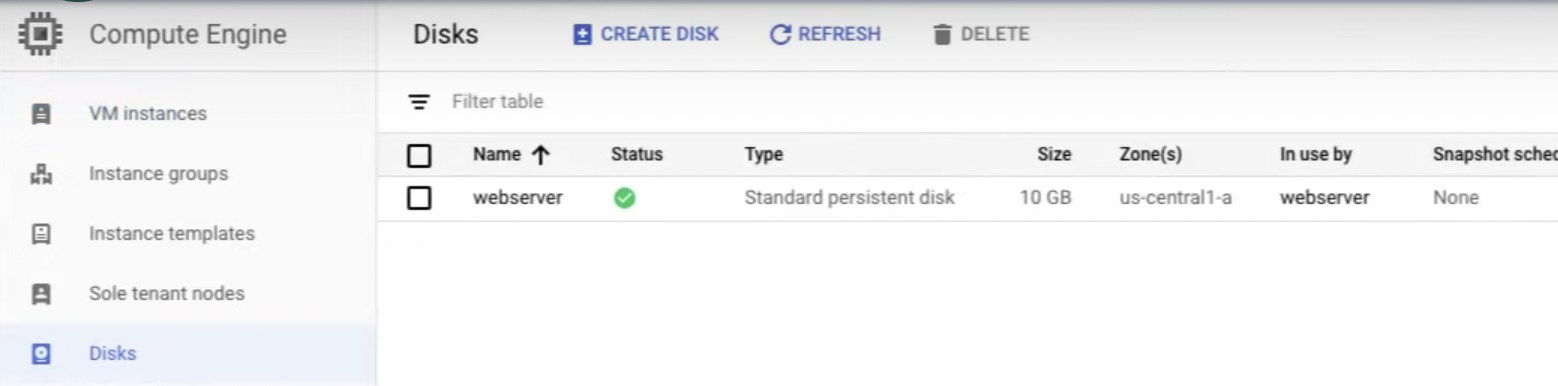 Compute Engine
Disks CREATE DISK REFRESH DELETE
VM instances
Instance groups
Instance templates
Sole tenant nodes
Disks
Filter table
Name Status Type Size Zone(s) In use by Snapshot sched
webserver Standard persistent disk 10 GB us-central1-a webserver None